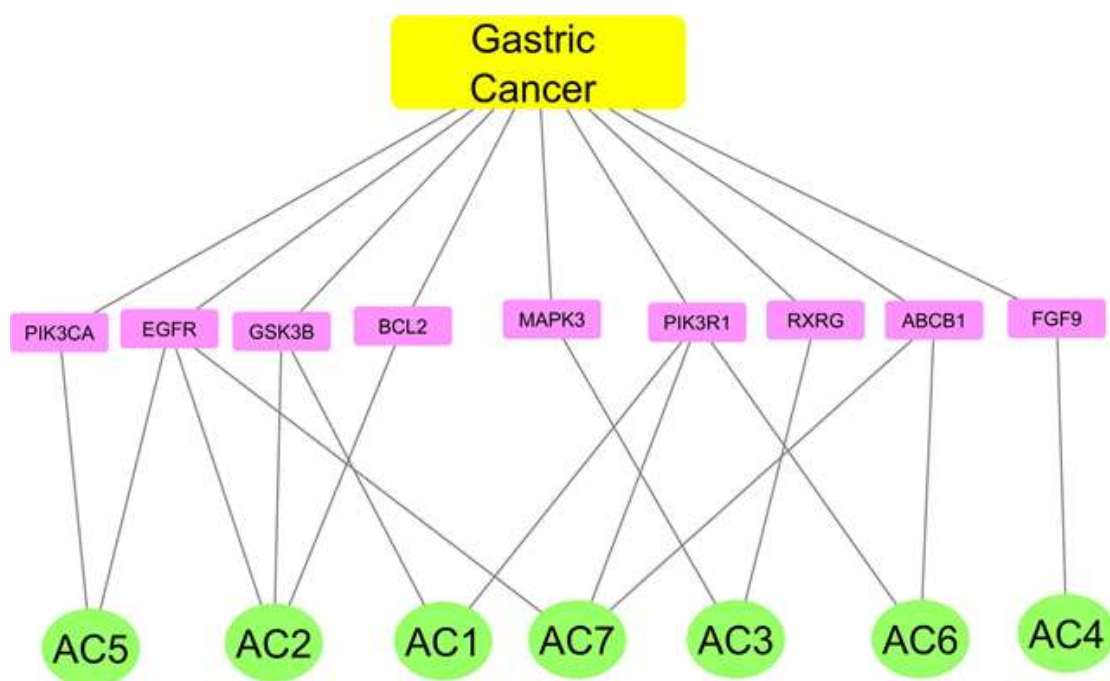 Gastric
Cancer
PIK3CA
EGFR
GSK3B
BCL2
MAPK3
PIK3R1
RXRG
ABCB1
FGF9
AC5
AC2
AC1
AC7
AC3
AC6
AC4